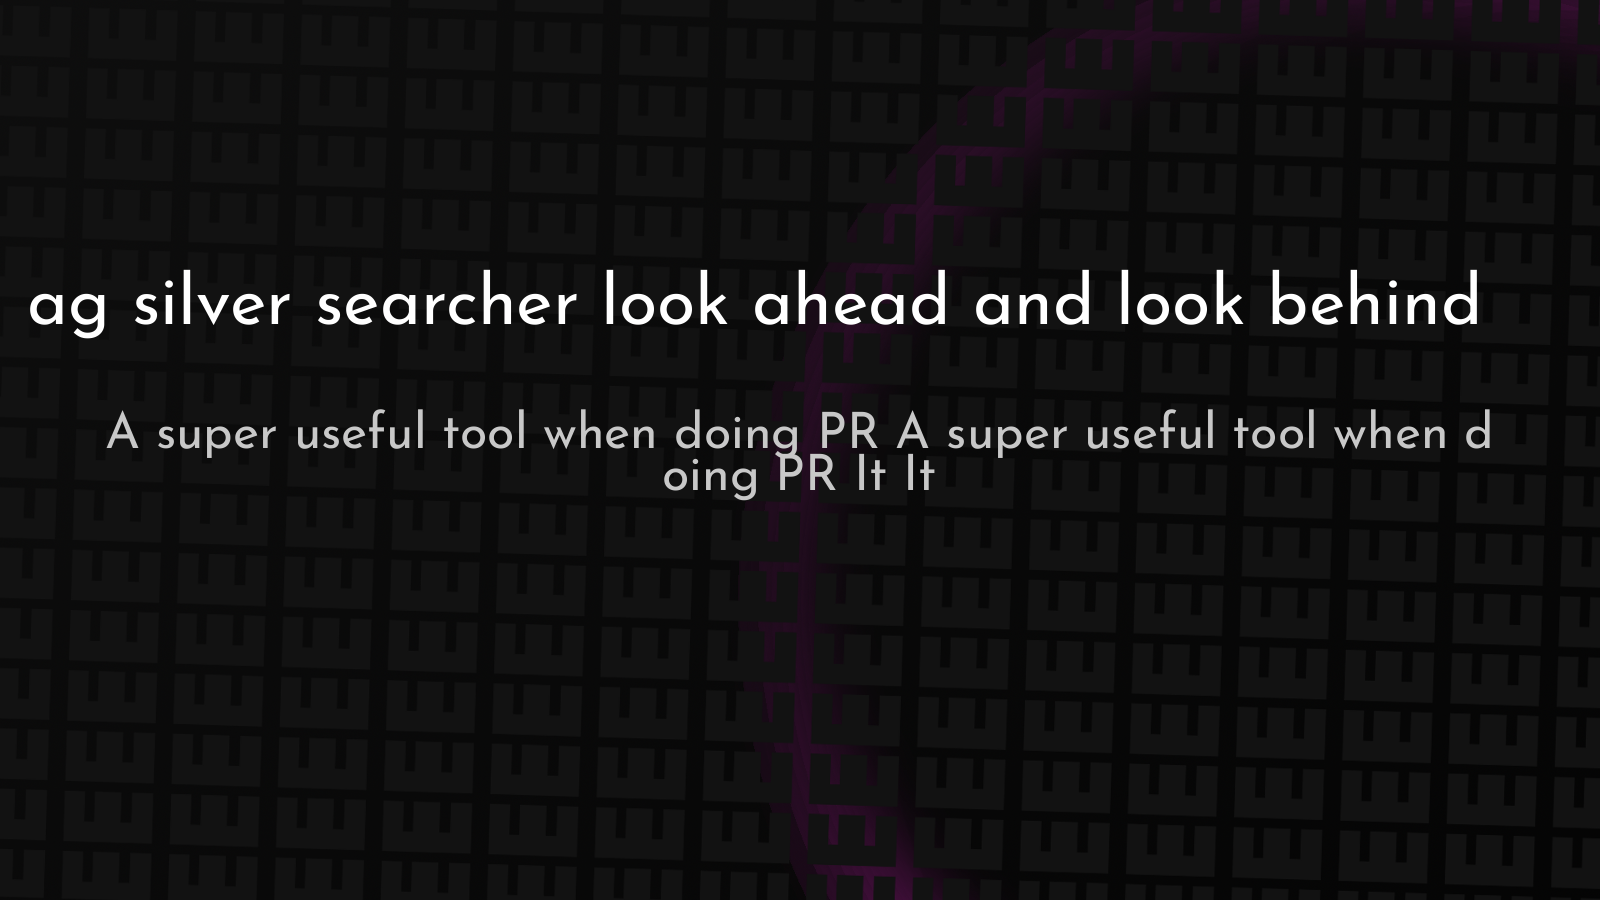 ag silver searcher look ahead and look behind
A super useful tool when doing PR A super useful tool when d
oing PR It It